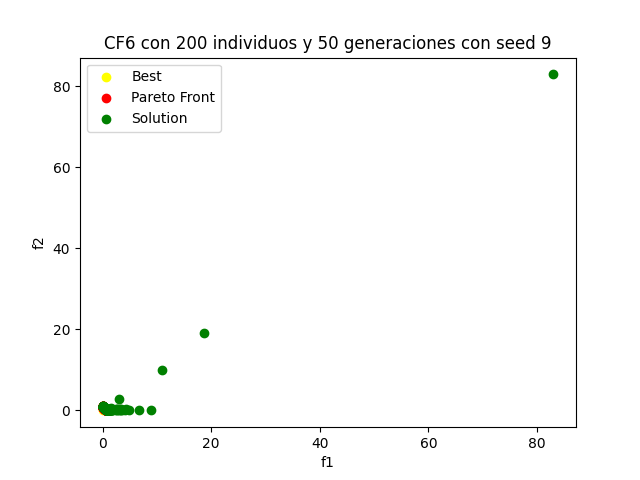 CF6 con 200 individuos y 50 generaciones con seed 9
Best
Pareto Front
Solution
80
60
40
20
0
f2
0 20 40 60 80
f1